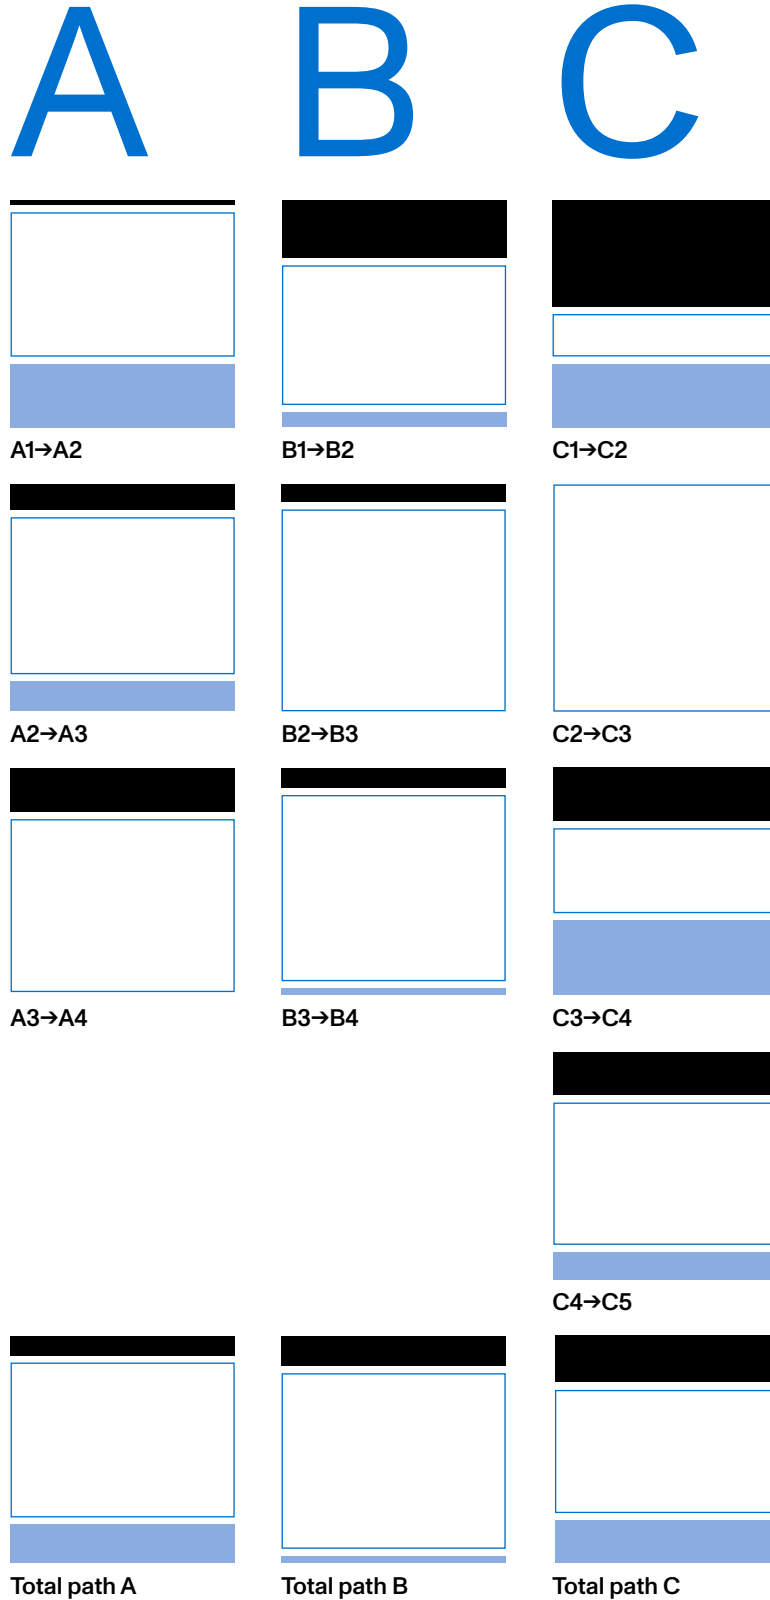 A B C
A1→A2 B1→B2 C1→C2
A2→A3 B2→B3 C2→C3
A3→A4 B3→B4 C3→C4
C4→C5
Total path A Total path B Total path C